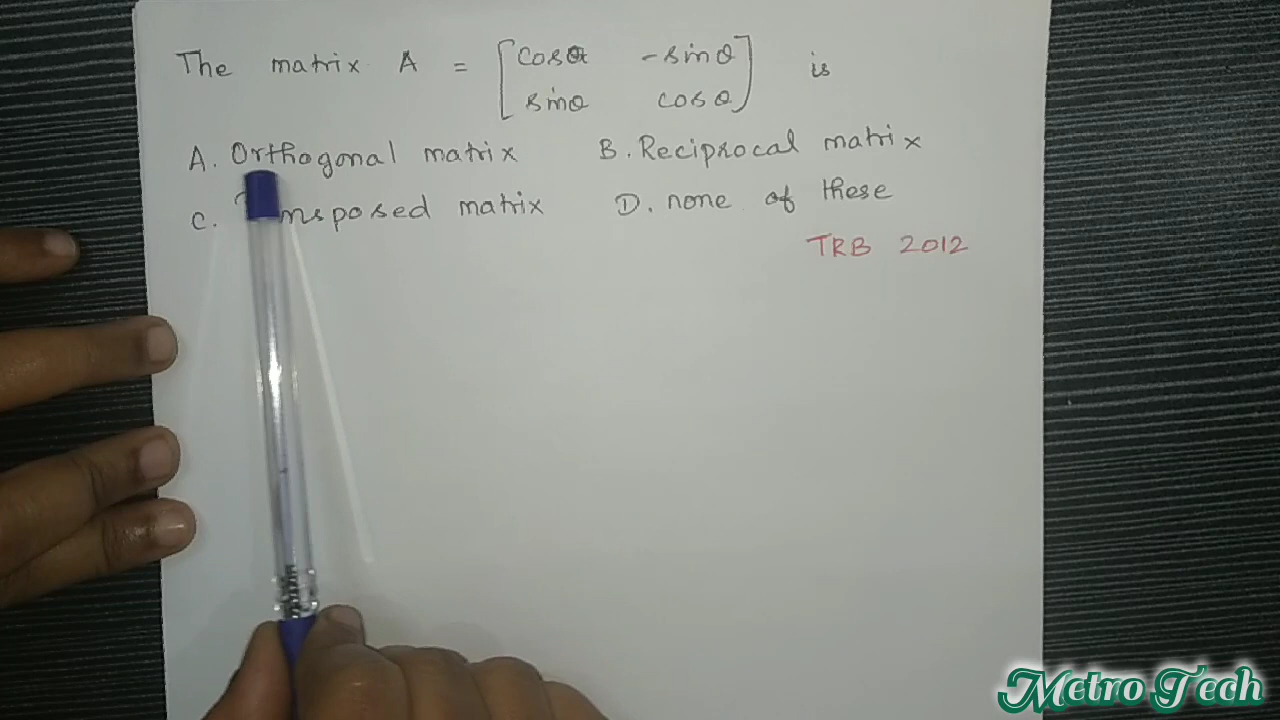 The matrix A = [cosθ -sinθ] is
[sinθ cosθ]
A. Orthogonal matrix B. Reciprocal matrix
C. matrix D. none of these
TRB 2012
Metro Tech